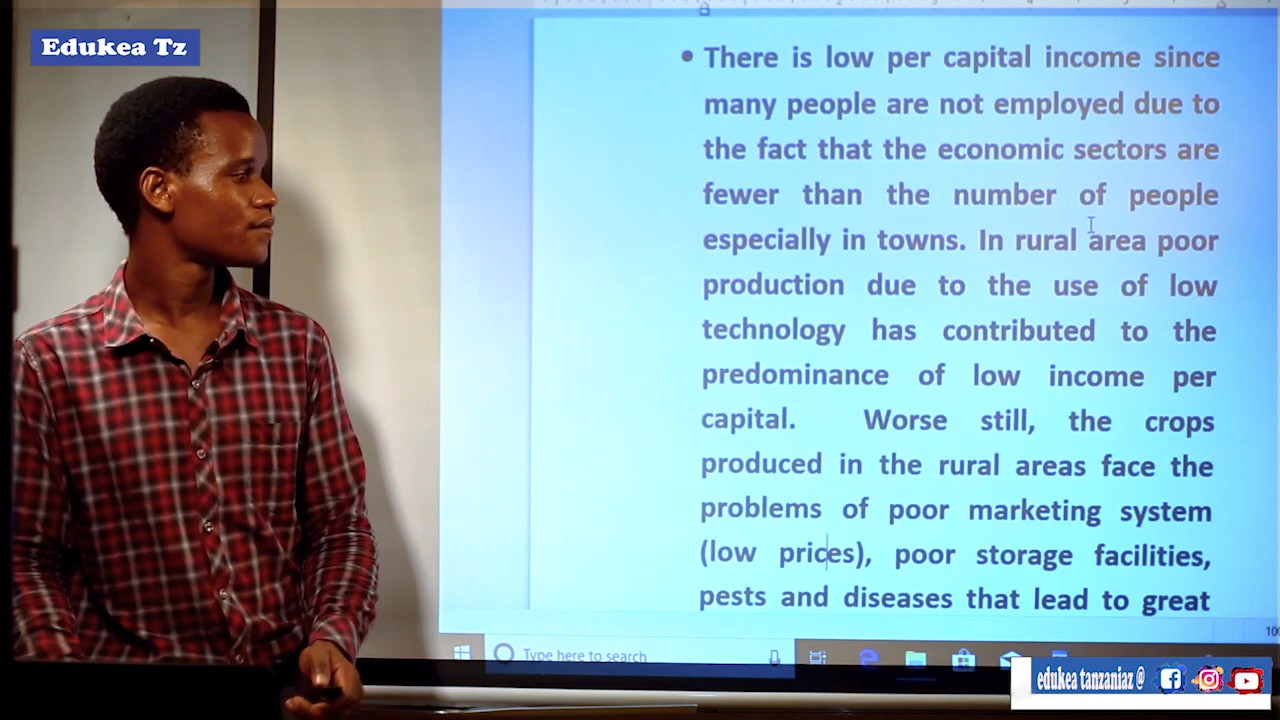 Edukea Tz
• There is low per capital income since
many people are not employed due to
the fact that the economic sectors are
fewer than the number of people
especially in towns. In rural area poor
production due to the use of low
technology has contributed to the
predominance of low income per
capital. Worse still, the crops
produced in the rural areas face the
problems of poor marketing system
(low prices), poor storage facilities,
pests and diseases that lead to great
Type here to search
edukea tanzaniaz @